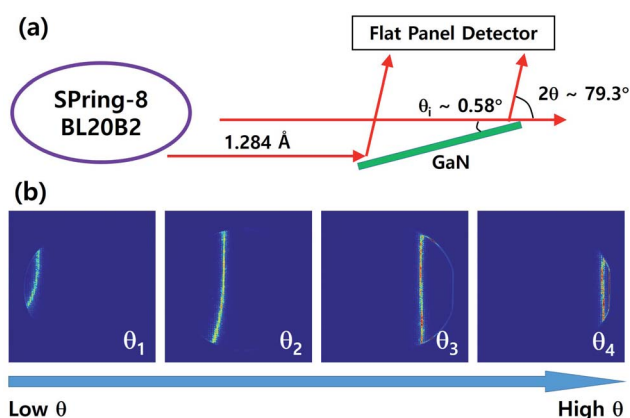 (a)
Flat Panel Detector
SPring-8
BL20B2
θi ~ 0.58°
2θ ~ 79.3°
1.284 Å
GaN
(b)
θ1
θ2
θ3
θ4
Low θ
High θ